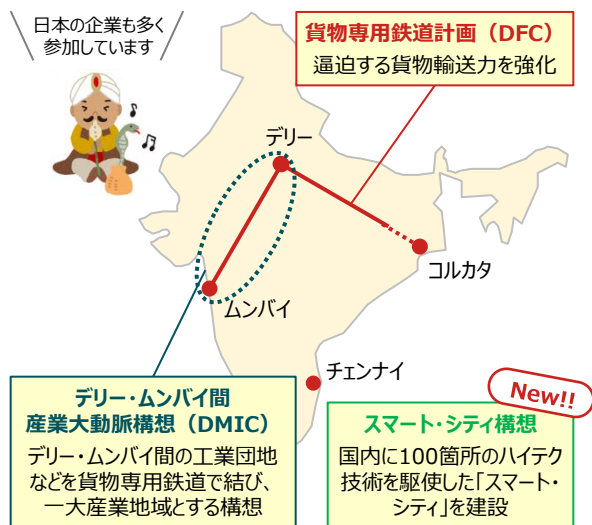 日本の企業も多く
参加しています
貨物専用鉄道計画（DFC）
逼迫する貨物輸送力を強化
デリー
コルカタ
ムンバイ
チェンナイ
デリー・ムンバイ間
産業大動脈構想（DMIC）
デリー・ムンバイ間の工業団地
などを貨物専用鉄道で結び、
一大産業地域とする構想
New!!
スマート・シティ構想
国内に100箇所のハイテク
技術を駆使した「スマート・
シティ」を建設